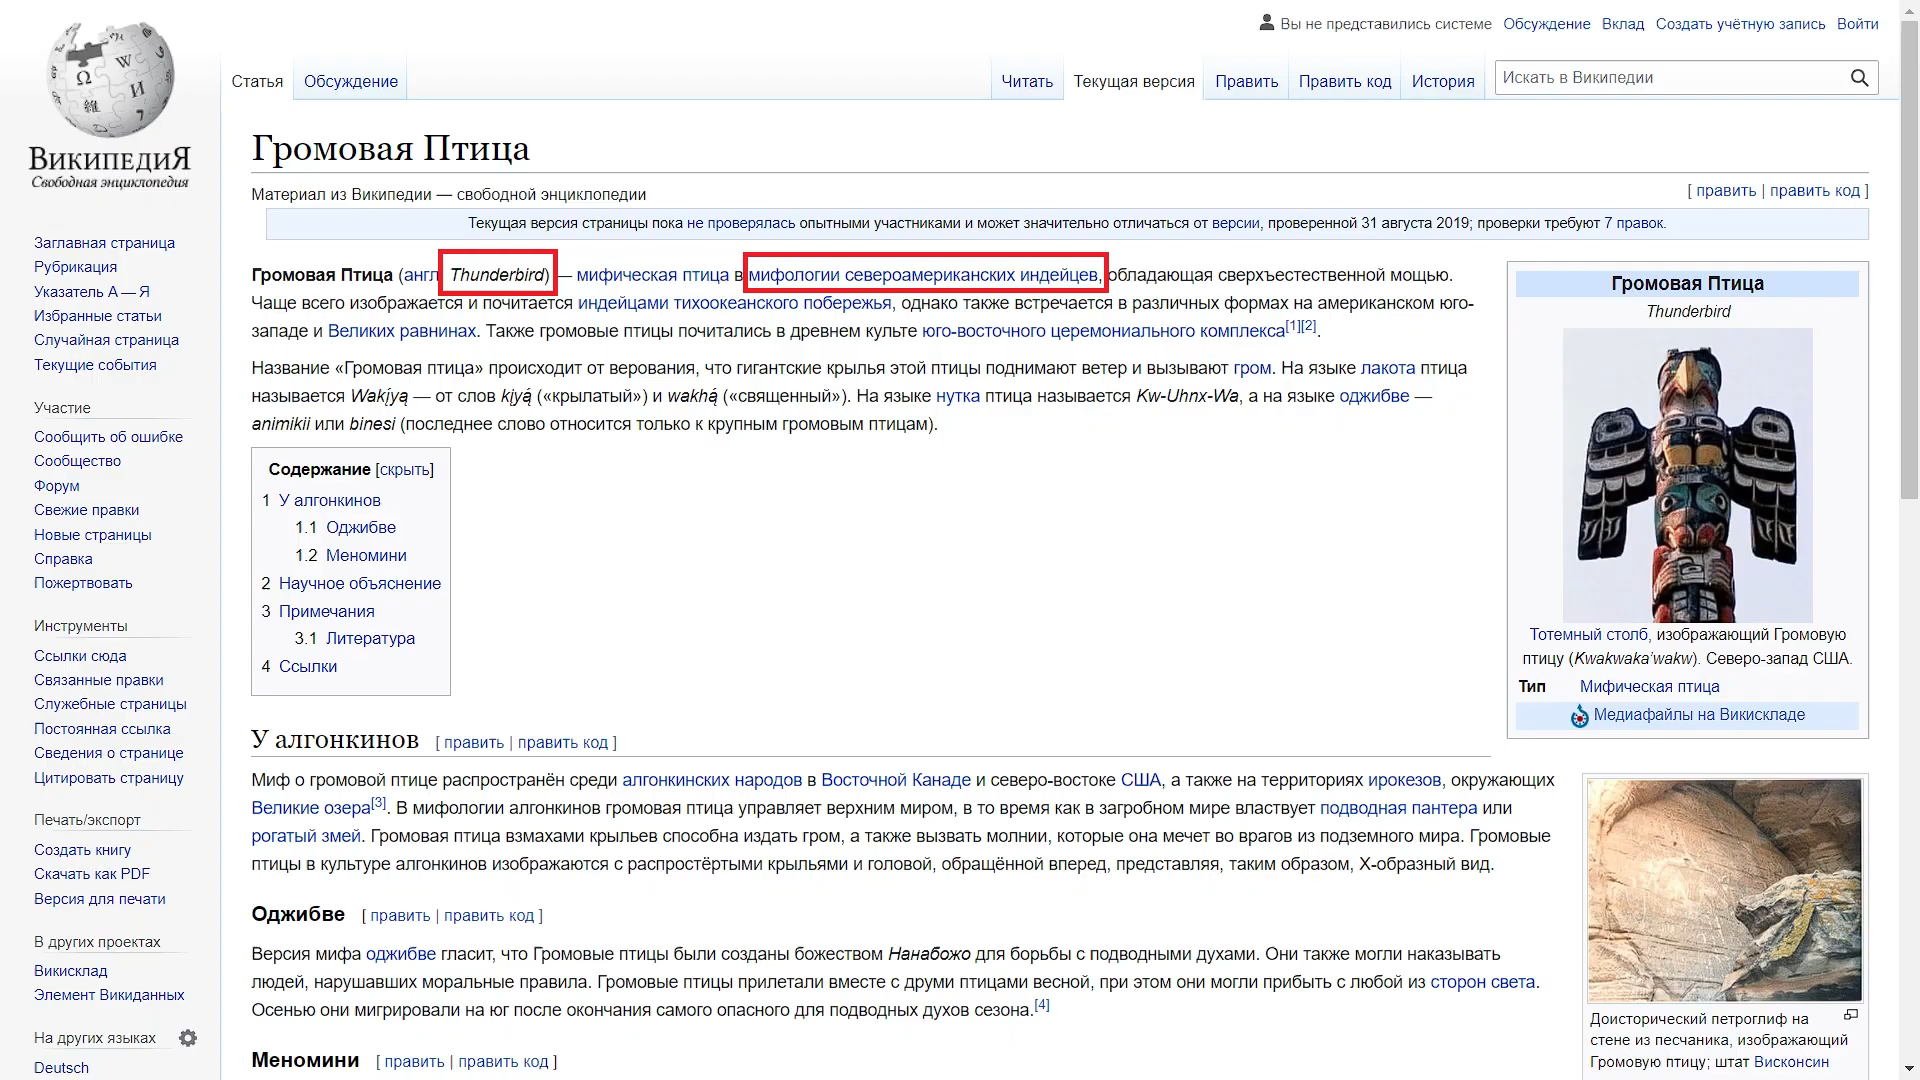 Вы не представились системе Обсуждение Вклад Создать учётную запись Войти
Статья Обсуждение Читать Текущая версия Править Править код История Искать в Википедии
ВикипедиЯ
Свободная энциклопедия
Громовая Птица
Материал из Википедии — свободной энциклопедии [ править | править код ]
Текущая версия страницы пока не проверялась опытными участниками и может значительно отличаться от версии, проверенной 31 августа 2019; проверки требуют 7 правок.
Заглавная страница
Рубрикация
Указатель А — Я
Избранные статьи
Случайная страница
Текущие события
Участие
Сообщить об ошибке
Сообщество
Форум
Свежие правки
Новые страницы
Справка
Пожертвовать
Инструменты
Ссылки сюда
Связанные правки
Служебные страницы
Постоянная ссылка
Сведения о странице
Цитировать страницу
Печать/экспорт
Создать книгу
Скачать как PDF
Версия для печати
В других проектах
Викисклад
Элемент Викиданных
На других языках
Deutsch
Громовая Птица (англ Thunderbird) — мифическая птица в мифологии североамериканских индейцев, обладающая сверхъестественной мощью.
Чаще всего изображается и почитается индейцами тихоокеанского побережья, однако также встречается в различных формах на американском юго-
западе и Великих равнинах. Также громовые птицы почитались в древнем культе юго-восточного церемониального комплекса[1][2].
Название «Громовая птица» происходит от верования, что гигантские крылья этой птицы поднимают ветер и вызывают гром. На языке лакота птица
называется Wakį́yą — от слов kįyą́ («крылатый») и wakhą́ («священный»). На языке нутка птица называется Kw-Uhnx-Wa, а на языке оджибве —
animikii или binesi (последнее слово относится только к крупным громовым птицам).
Содержание [скрыть]
1 У алгонкинов
1.1 Оджибве
1.2 Меномини
2 Научное объяснение
3 Примечания
3.1 Литература
4 Ссылки
Громовая Птица
Thunderbird
Тотемный столб, изображающий Громовую
птицу (Kwakwaka'wakw). Северо-запад США.
Тип Мифическая птица
Медиафайлы на Викискладе
У алгонкинов [ править | править код ]
Миф о громовой птице распространён среди алгонкинских народов в Восточной Канаде и северо-востоке США, а также на территориях ирокезов, окружающих
Великие озера[3]. В мифологии алгонкинов громовая птица управляет верхним миром, в то время как в загробном мире властвует подводная пантера или
рогатый змей. Громовая птица взмахами крыльев способна издать гром, а также вызвать молнии, которые она мечет во врагов из подземного мира. Громовые
птицы в культуре алгонкинов изображаются с распростёртыми крыльями и головой, обращённой вперед, представляя, таким образом, X-образный вид.
Оджибве [ править | править код ]
Версия мифа оджибве гласит, что Громовые птицы были созданы божеством Нанабожо для борьбы с подводными духами. Они также могли наказывать
людей, нарушавших моральные правила. Громовые птицы прилетали вместе с други птицами весной, при этом они могли прибыть с любой из сторон света.
Осенью они мигрировали на юг после окончания самого опасного для подводных духов сезона.[4]
Меномини [ править | править код ]
Доисторический петроглиф на
стене из песчаника, изображающий
Громовую птицу; штат Висконсин